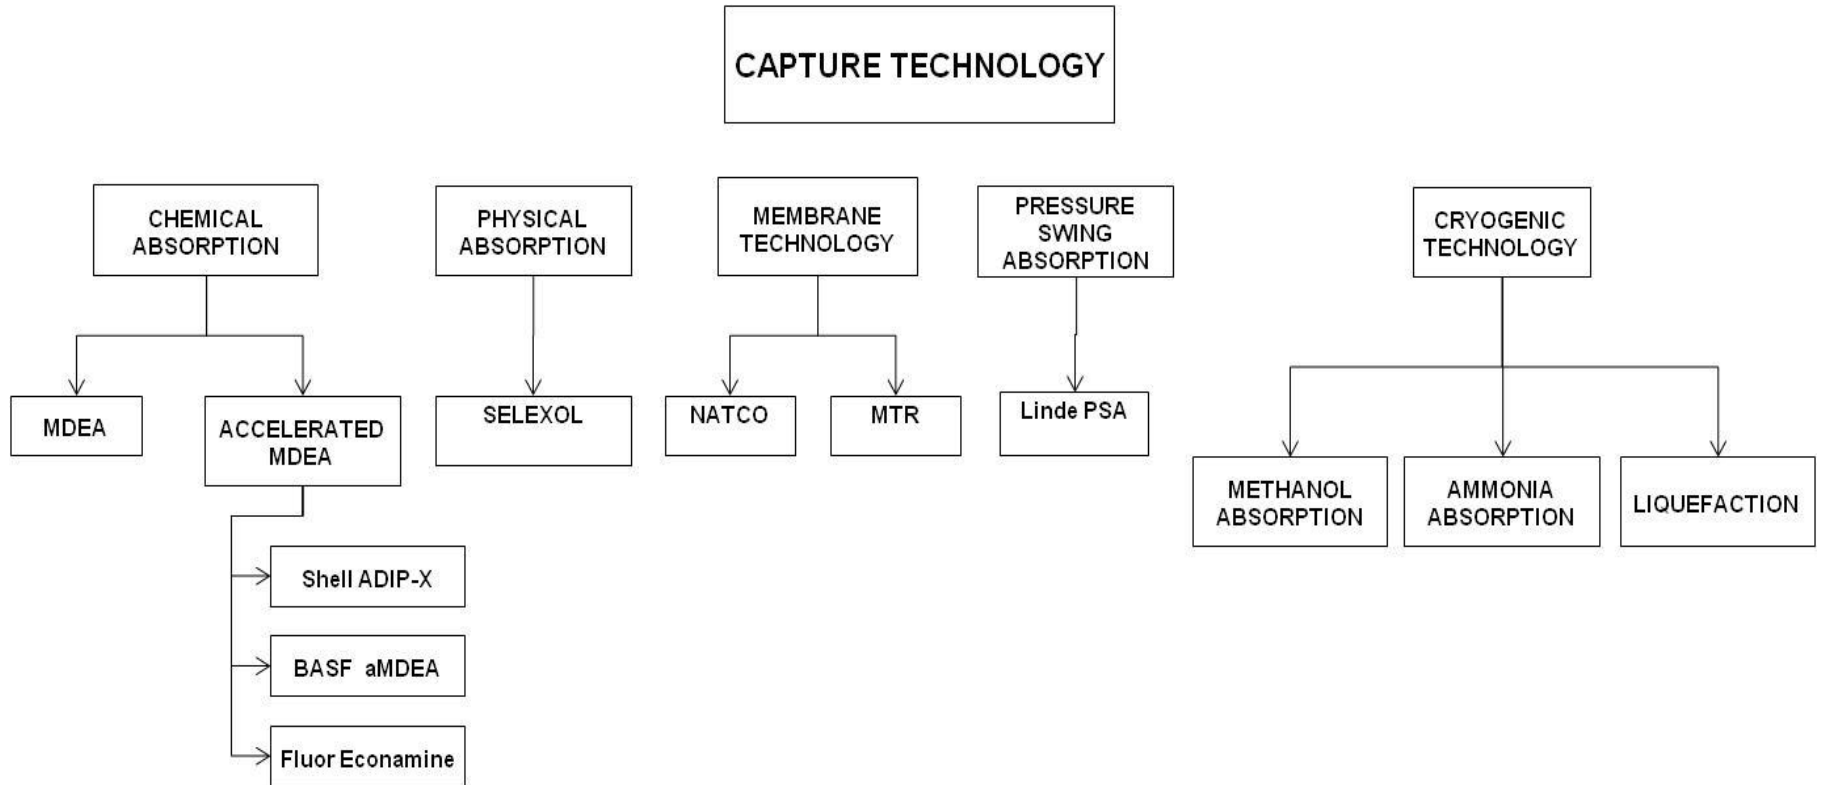 CAPTURE TECHNOLOGY
CHEMICAL
ABSORPTION
PHYSICAL
ABSORPTION
MEMBRANE
TECHNOLOGY
PRESSURE
SWING
ABSORPTION
CRYOGENIC
TECHNOLOGY
MDEA
ACCELERATED
MDEA
SELEXOL
NATCO
MTR
Linde PSA
METHANOL
ABSORPTION
AMMONIA
ABSORPTION
LIQUEFACTION
Shell ADIP-X
BASF aMDEA
Fluor Econamine